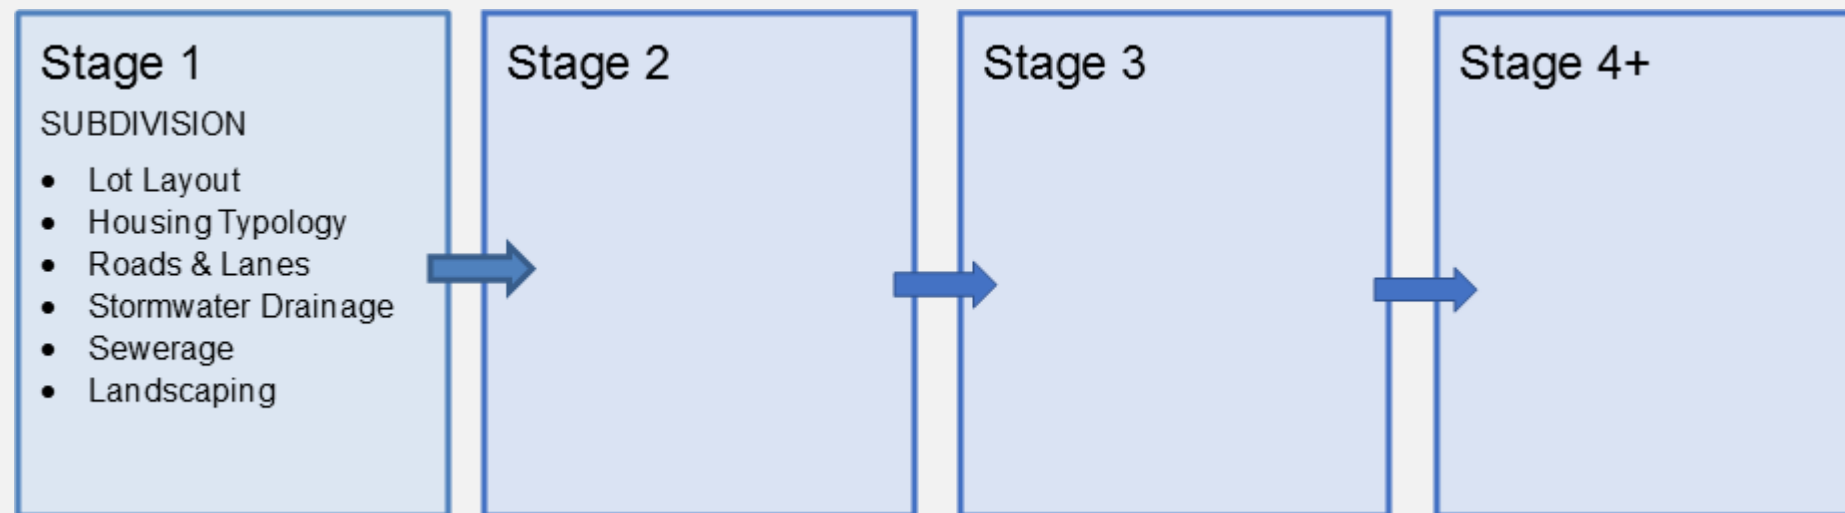 Stage 1
SUBDIVISION
• Lot Layout
• Housing Typology
• Roads & Lanes
• Stormwater Drainage
• Sewerage
• Landscaping
Stage 2
Stage 3
Stage 4+